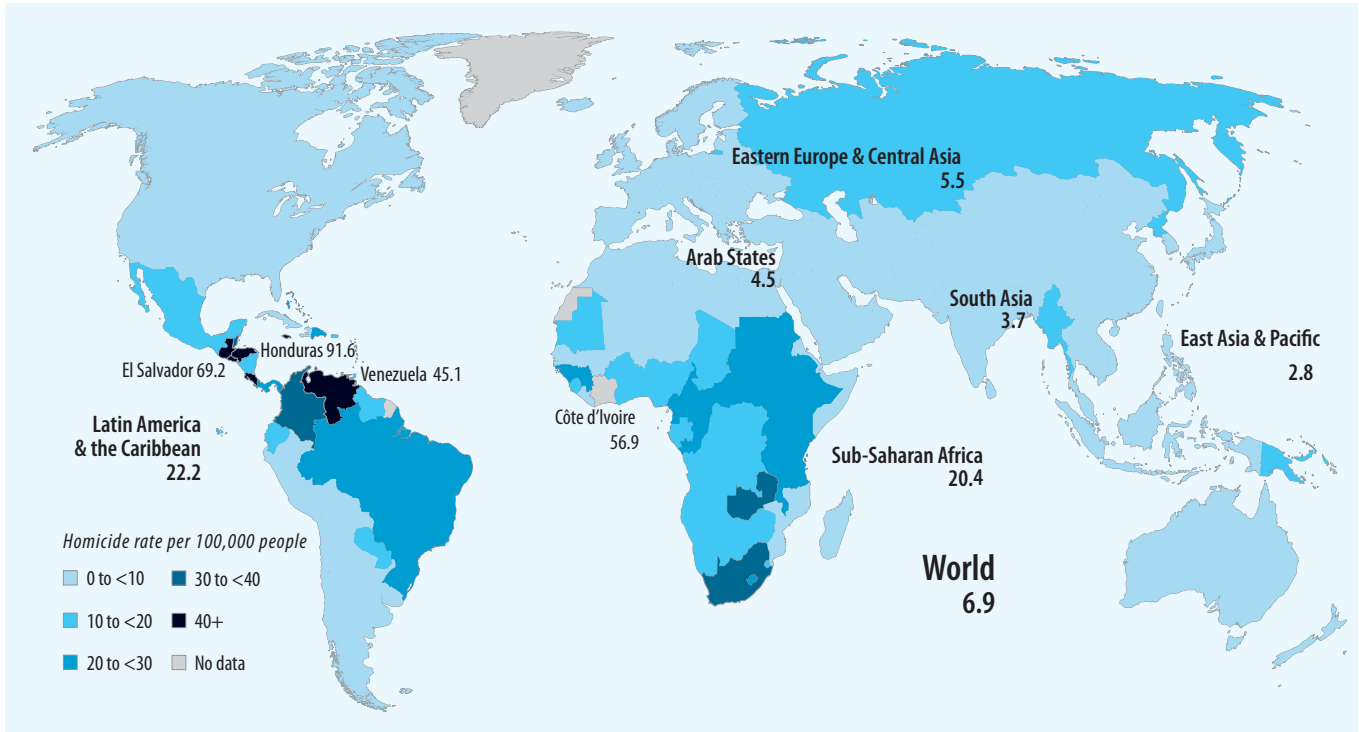 Eastern Europe & Central Asia
5.5
Arab States
4.5
South Asia
3.7
East Asia & Pacific
2.8
Honduras 91.6
El Salvador 69.2
Venezuela 45.1
Latin America
& the Caribbean
22.2
Côte d’Ivoire
56.9
Sub-Saharan Africa
20.4
World
6.9
Homicide rate per 100,000 people
0 to <10
30 to <40
10 to <20
40+
20 to <30
No data